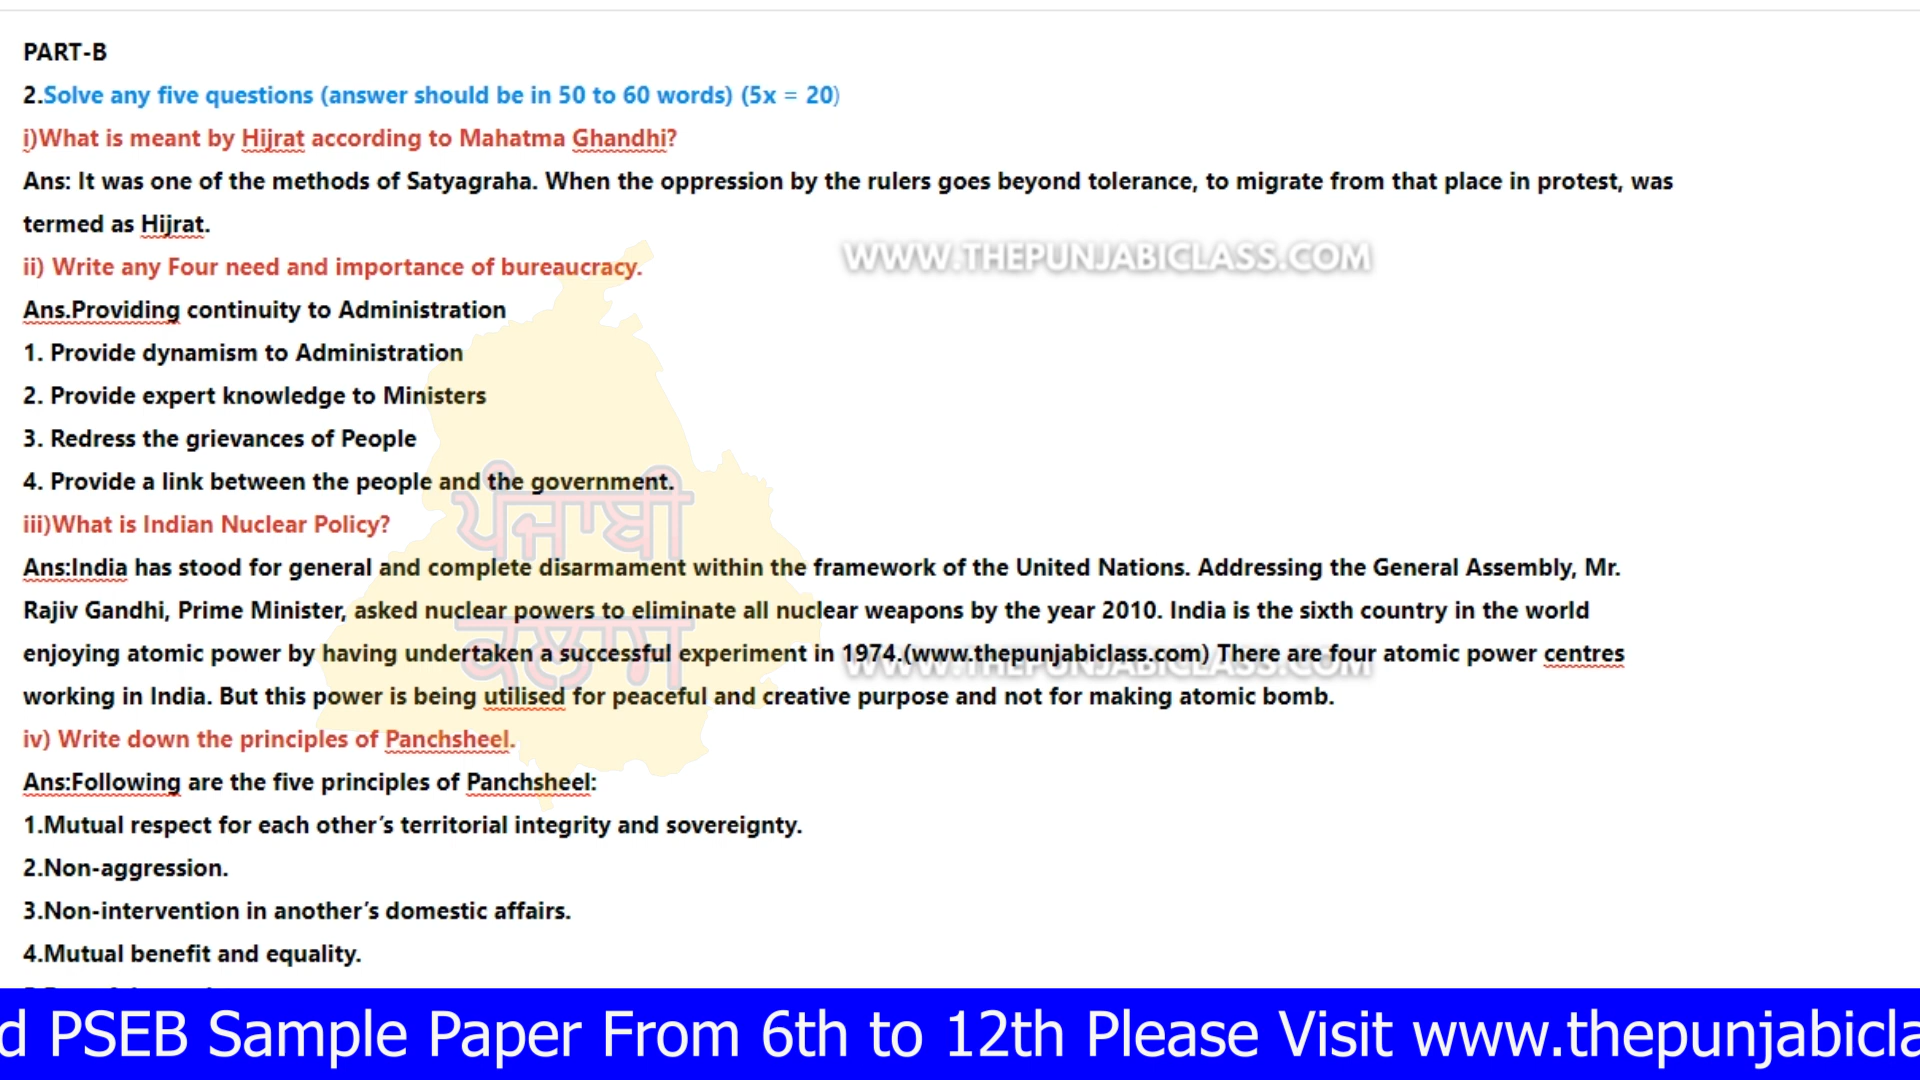 PART-B
2.Solve any five questions (answer should be in 50 to 60 words) (5x = 20)
i)What is meant by Hijrat according to Mahatma Ghandhi?
Ans: It was one of the methods of Satyagraha. When the oppression by the rulers goes beyond tolerance, to migrate from that place in protest, was
termed as Hijrat.
WWW.THEPUNJABICLASS.COM
ii) Write any Four need and importance of bureaucracy.
Ans.Providing continuity to Administration
1. Provide dynamism to Administration
2. Provide expert knowledge to Ministers
3. Redress the grievances of People
4. Provide a link between the people and the government.
ਪੰਜਾਬੀ
iii)What is Indian Nuclear Policy?
Ans:India has stood for general and complete disarmament within the framework of the United Nations. Addressing the General Assembly, Mr.
Rajiv Gandhi, Prime Minister, asked nuclear powers to eliminate all nuclear weapons by the year 2010. India is the sixth country in the world
enjoying atomic power by having undertaken a successful experiment in 1974.(www.thepunjabiclass.com) There are four atomic power centres
ਕਲਾਸ
WWW.THEPUNJABICLASS.COM
working in India. But this power is being utilised for peaceful and creative purpose and not for making atomic bomb.
iv) Write down the principles of Panchsheel.
Ans:Following are the five principles of Panchsheel:
1.Mutual respect for each other’s territorial integrity and sovereignty.
2.Non-aggression.
3.Non-intervention in another’s domestic affairs.
4.Mutual benefit and equality.
d PSEB Sample Paper From 6th to 12th Please Visit www.thepunjabicla